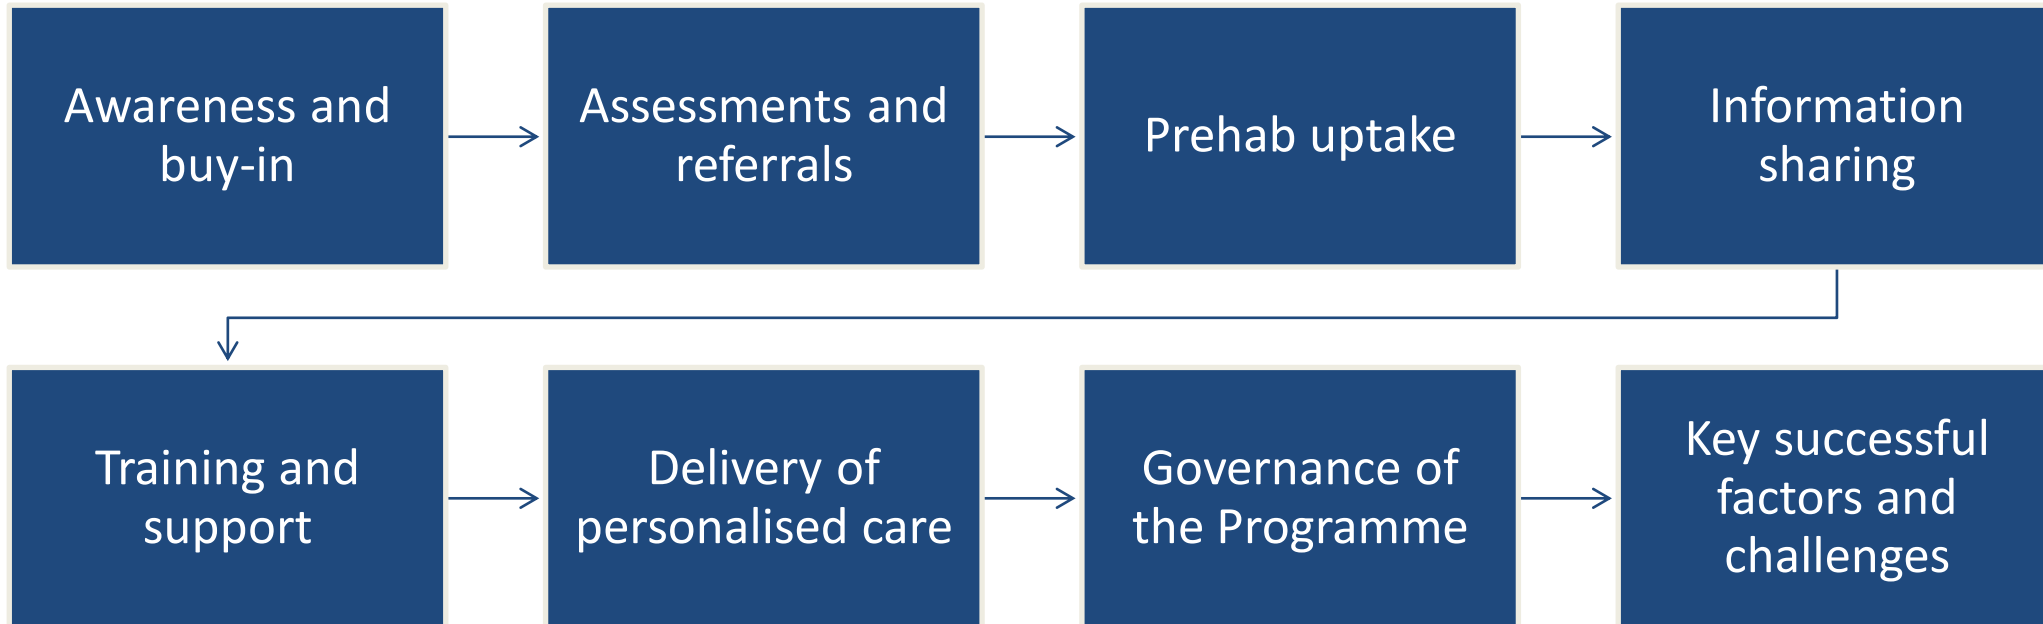 Awareness and
buy-in
Assessments and
referrals
Prehab uptake
Information
sharing
Training and
support
Delivery of
personalised care
Governance of
the Programme
Key successful
factors and
challenges